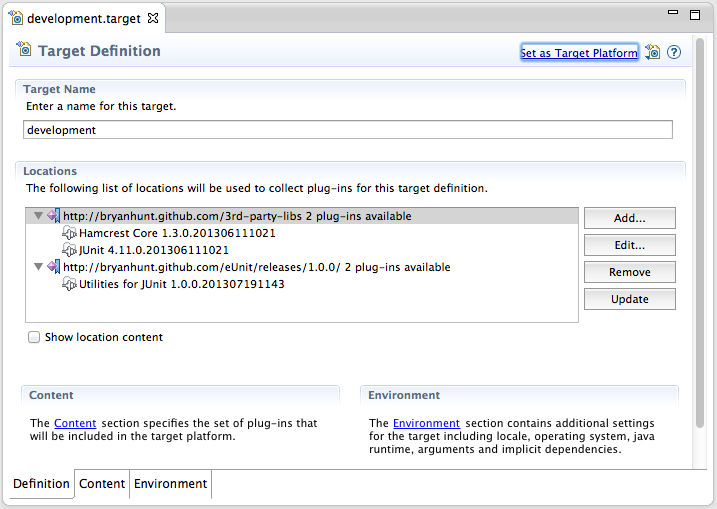 development.target
Target Definition
Set as Target Platform
Target Name
Enter a name for this target.
development
Locations
The following list of locations will be used to collect plug-ins for this target definition.
http://bryanhunt.github.com/3rd-party-libs 2 plug-ins available
Hamcrest Core 1.3.0.201306111021
JUnit 4.11.0.201306111021
http://bryanhunt.github.com/eUnit/releases/1.0.0/ 2 plug-ins available
Utilities for JUnit 1.0.0.201307191143
Add...
Edit...
Remove
Update
Show location content
Content
The Content section specifies the set of plug-ins that
will be included in the target platform.
Environment
The Environment section contains additional settings
for the target including locale, operating system, java
runtime, arguments and implicit dependencies.
Definition Content Environment